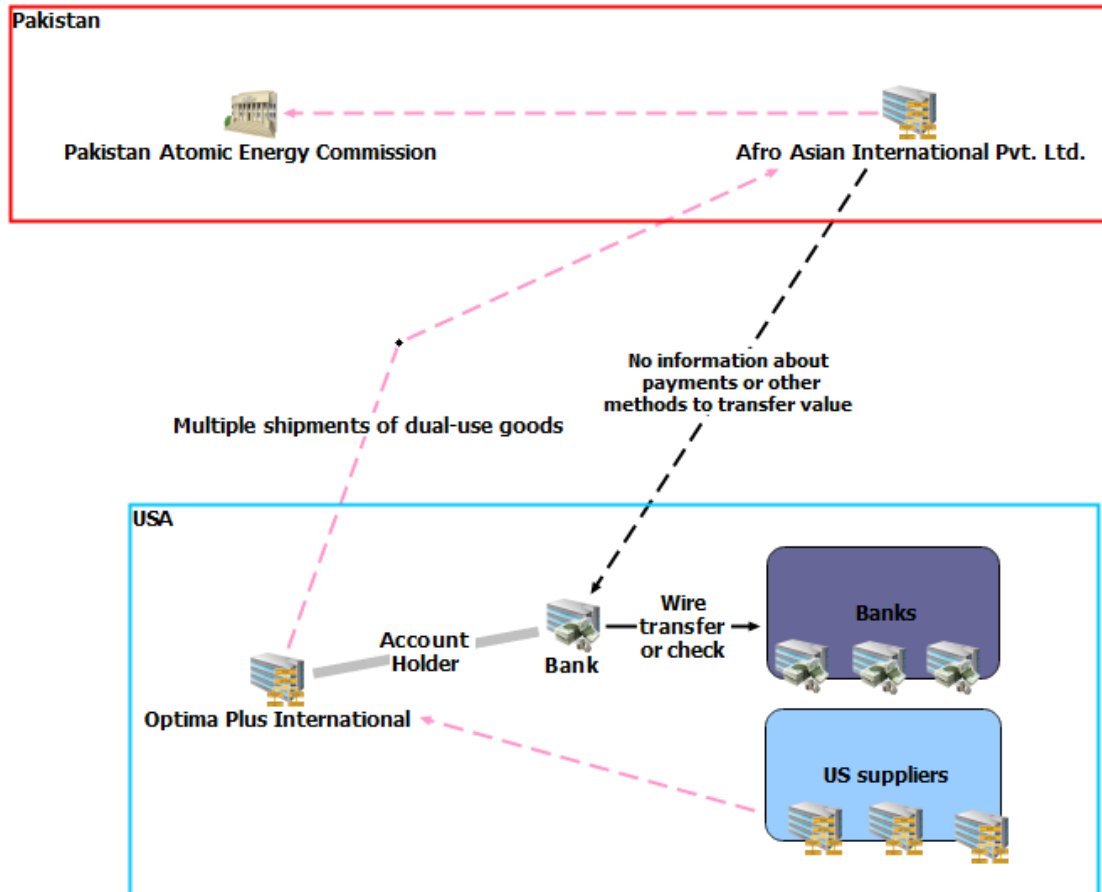 Pakistan
Pakistan Atomic Energy Commission
Afro Asian International Pvt. Ltd.
No information about
payments or other
methods to transfer value
Multiple shipments of dual-use goods
USA
Account
Holder
Bank
Wire
transfer
or check
Banks
Optima Plus International
US suppliers